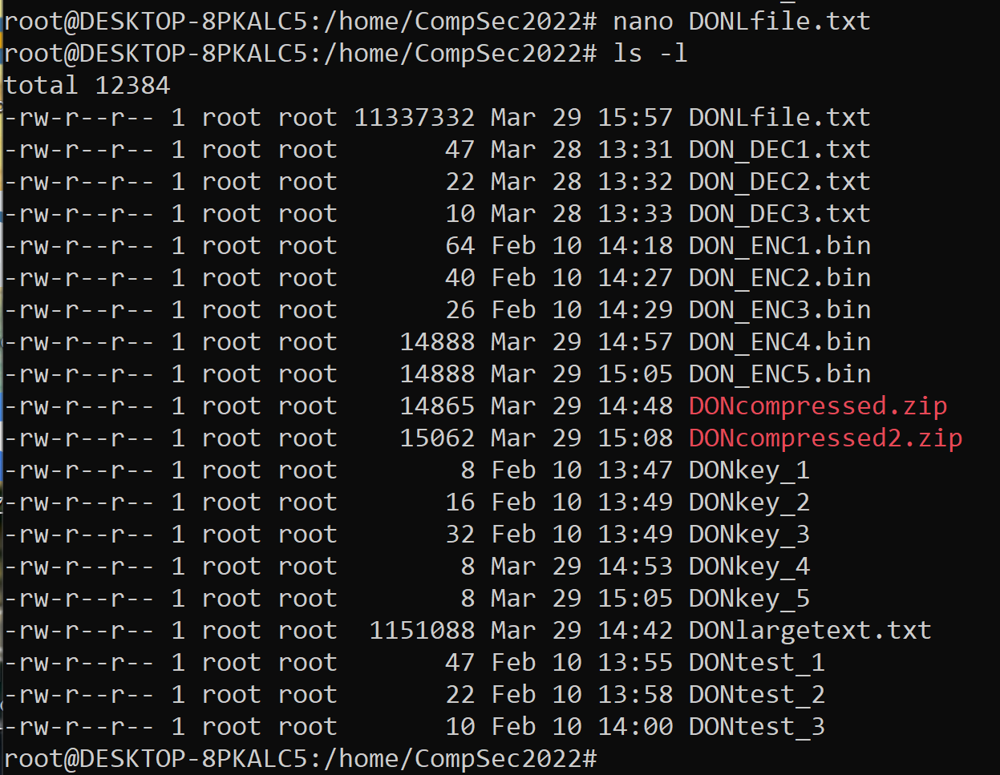 root@DESKTOP-8PKALC5:/home/CompSec2022# nano DONLfile.txt
root@DESKTOP-8PKALC5:/home/CompSec2022# ls -l
total 12384
-rw-r--r-- 1 root root 11337332 Mar 29 15:57 DONLfile.txt
-rw-r--r-- 1 root root       47 Mar 28 13:31 DON_DEC1.txt
-rw-r--r-- 1 root root       22 Mar 28 13:32 DON_DEC2.txt
-rw-r--r-- 1 root root       10 Mar 28 13:33 DON_DEC3.txt
-rw-r--r-- 1 root root       64 Feb 10 14:18 DON_ENC1.bin
-rw-r--r-- 1 root root       40 Feb 10 14:27 DON_ENC2.bin
-rw-r--r-- 1 root root       26 Feb 10 14:29 DON_ENC3.bin
-rw-r--r-- 1 root root    14888 Mar 29 14:57 DON_ENC4.bin
-rw-r--r-- 1 root root    14888 Mar 29 15:05 DON_ENC5.bin
-rw-r--r-- 1 root root    14865 Mar 29 14:48 DONcompressed.zip
-rw-r--r-- 1 root root    15062 Mar 29 15:08 DONcompressed2.zip
-rw-r--r-- 1 root root        8 Feb 10 13:47 DONkey_1
-rw-r--r-- 1 root root       16 Feb 10 13:49 DONkey_2
-rw-r--r-- 1 root root       32 Feb 10 13:49 DONkey_3
-rw-r--r-- 1 root root        8 Mar 29 14:53 DONkey_4
-rw-r--r-- 1 root root        8 Mar 29 15:05 DONkey_5
-rw-r--r-- 1 root root  1151088 Mar 29 14:42 DONlargetext.txt
-rw-r--r-- 1 root root       47 Feb 10 13:55 DONtest_1
-rw-r--r-- 1 root root       22 Feb 10 13:58 DONtest_2
-rw-r--r-- 1 root root       10 Feb 10 14:00 DONtest_3
root@DESKTOP-8PKALC5:/home/CompSec2022#